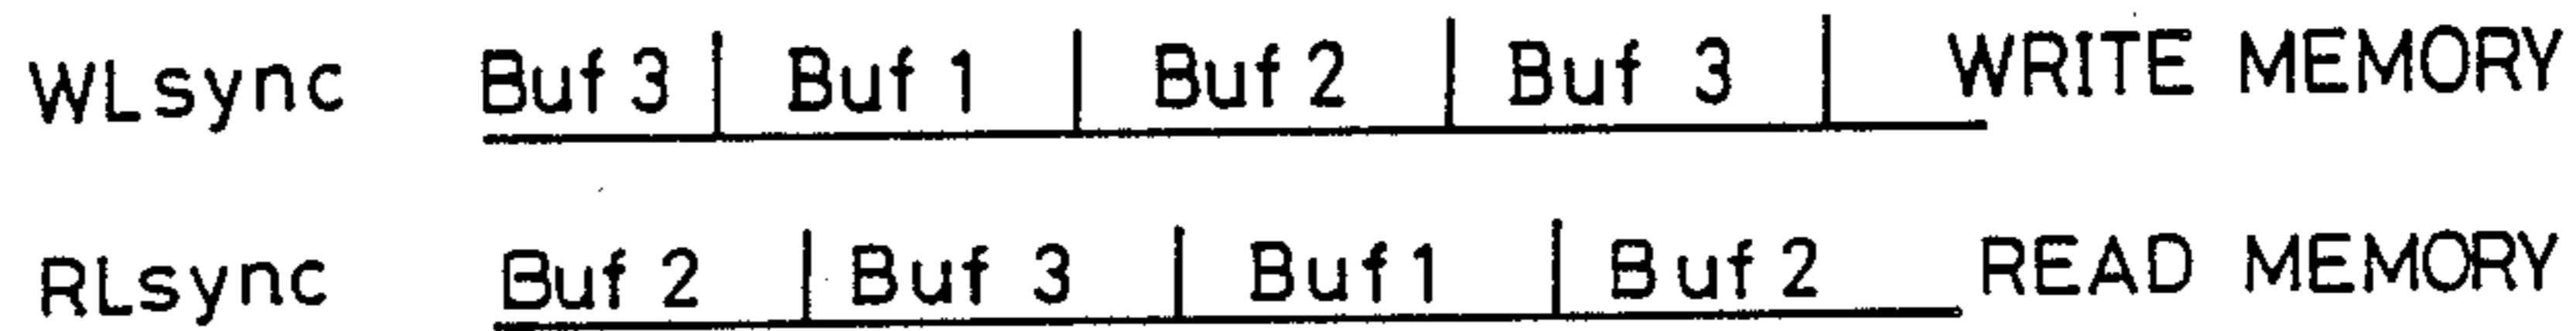 WLsync Buf 3 Buf 1 Buf 2 Buf 3 WRITE MEMORY
RLsync Buf 2 Buf 3 Buf 1 Buf 2 READ MEMORY